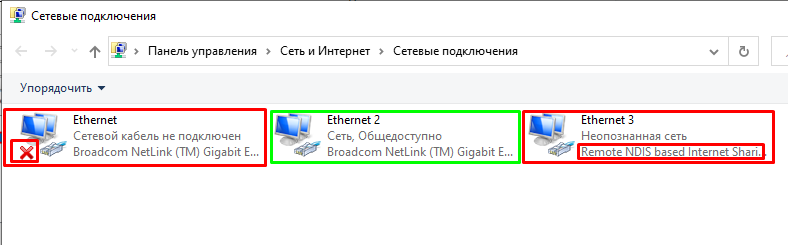 Сетевые подключения
Панель управления > Сеть и Интернет > Сетевые подключения
Упорядочить
Ethernet
Сетевой кабель не подключен
Broadcom NetLink (TM) Gigabit E...
Ethernet 2
Сеть, Общедоступно
Broadcom NetLink (TM) Gigabit E...
Ethernet 3
Неопознанная сеть
Remote NDIS based Internet Shari...